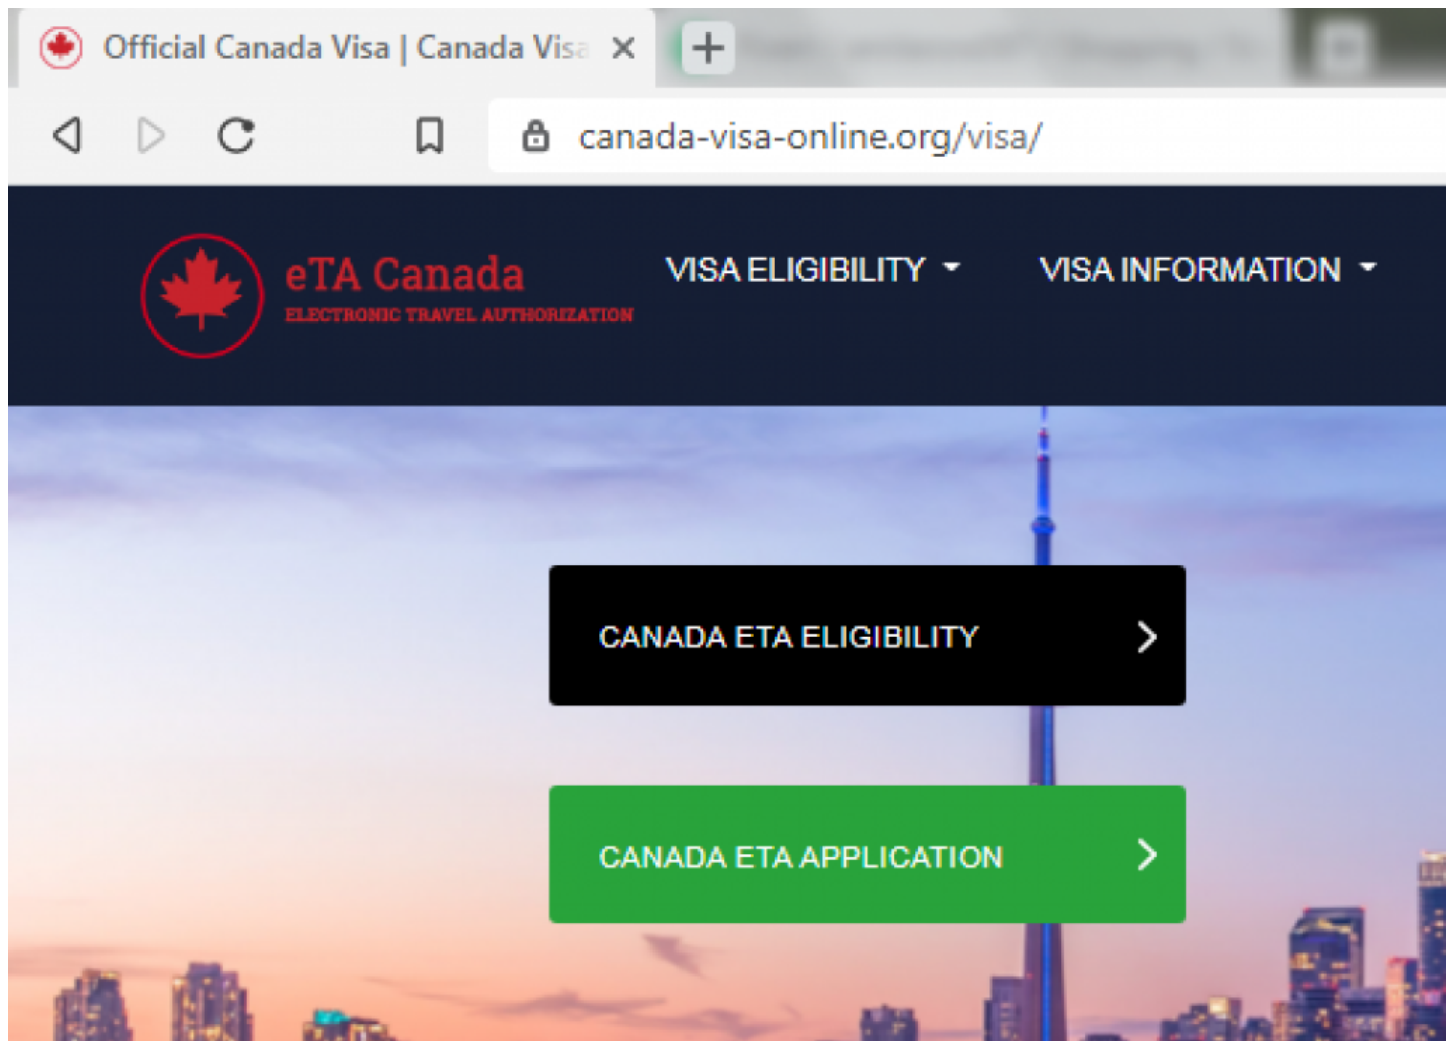 Official Canada Visa | Canada Visa
canada-visa-online.org/visa/
eTA Canada
ELECTRONIC TRAVEL AUTHORIZATION
VISA ELIGIBILITY
VISA INFORMATION
CANADA ETA ELIGIBILITY
CANADA ETA APPLICATION